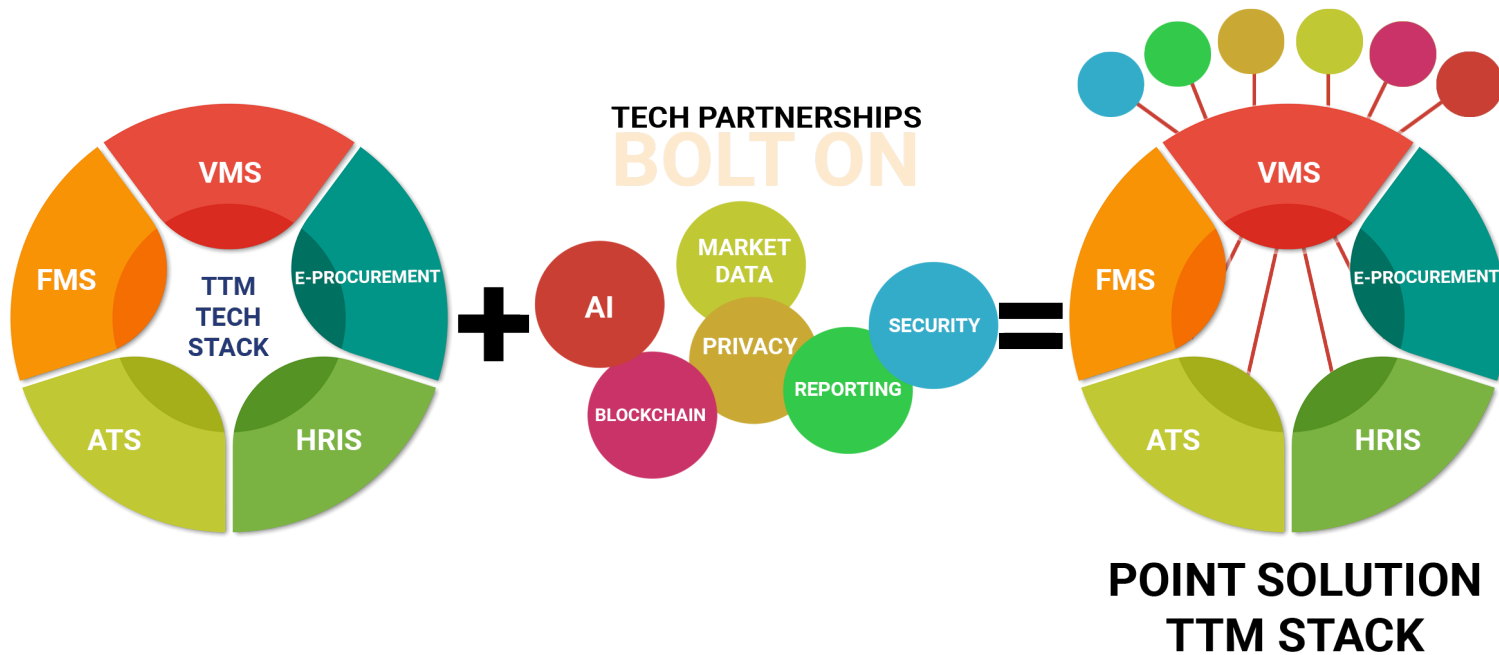 VMS
FMS
E-PROCUREMENT
TTM
TECH
STACK
ATS
HRIS
+
TECH PARTNERSHIPS
BOLT ON
MARKET
DATA
AI
PRIVACY
SECURITY
REPORTING
BLOCKCHAIN
=
VMS
FMS
E-PROCUREMENT
ATS
HRIS
POINT SOLUTION
TTM STACK